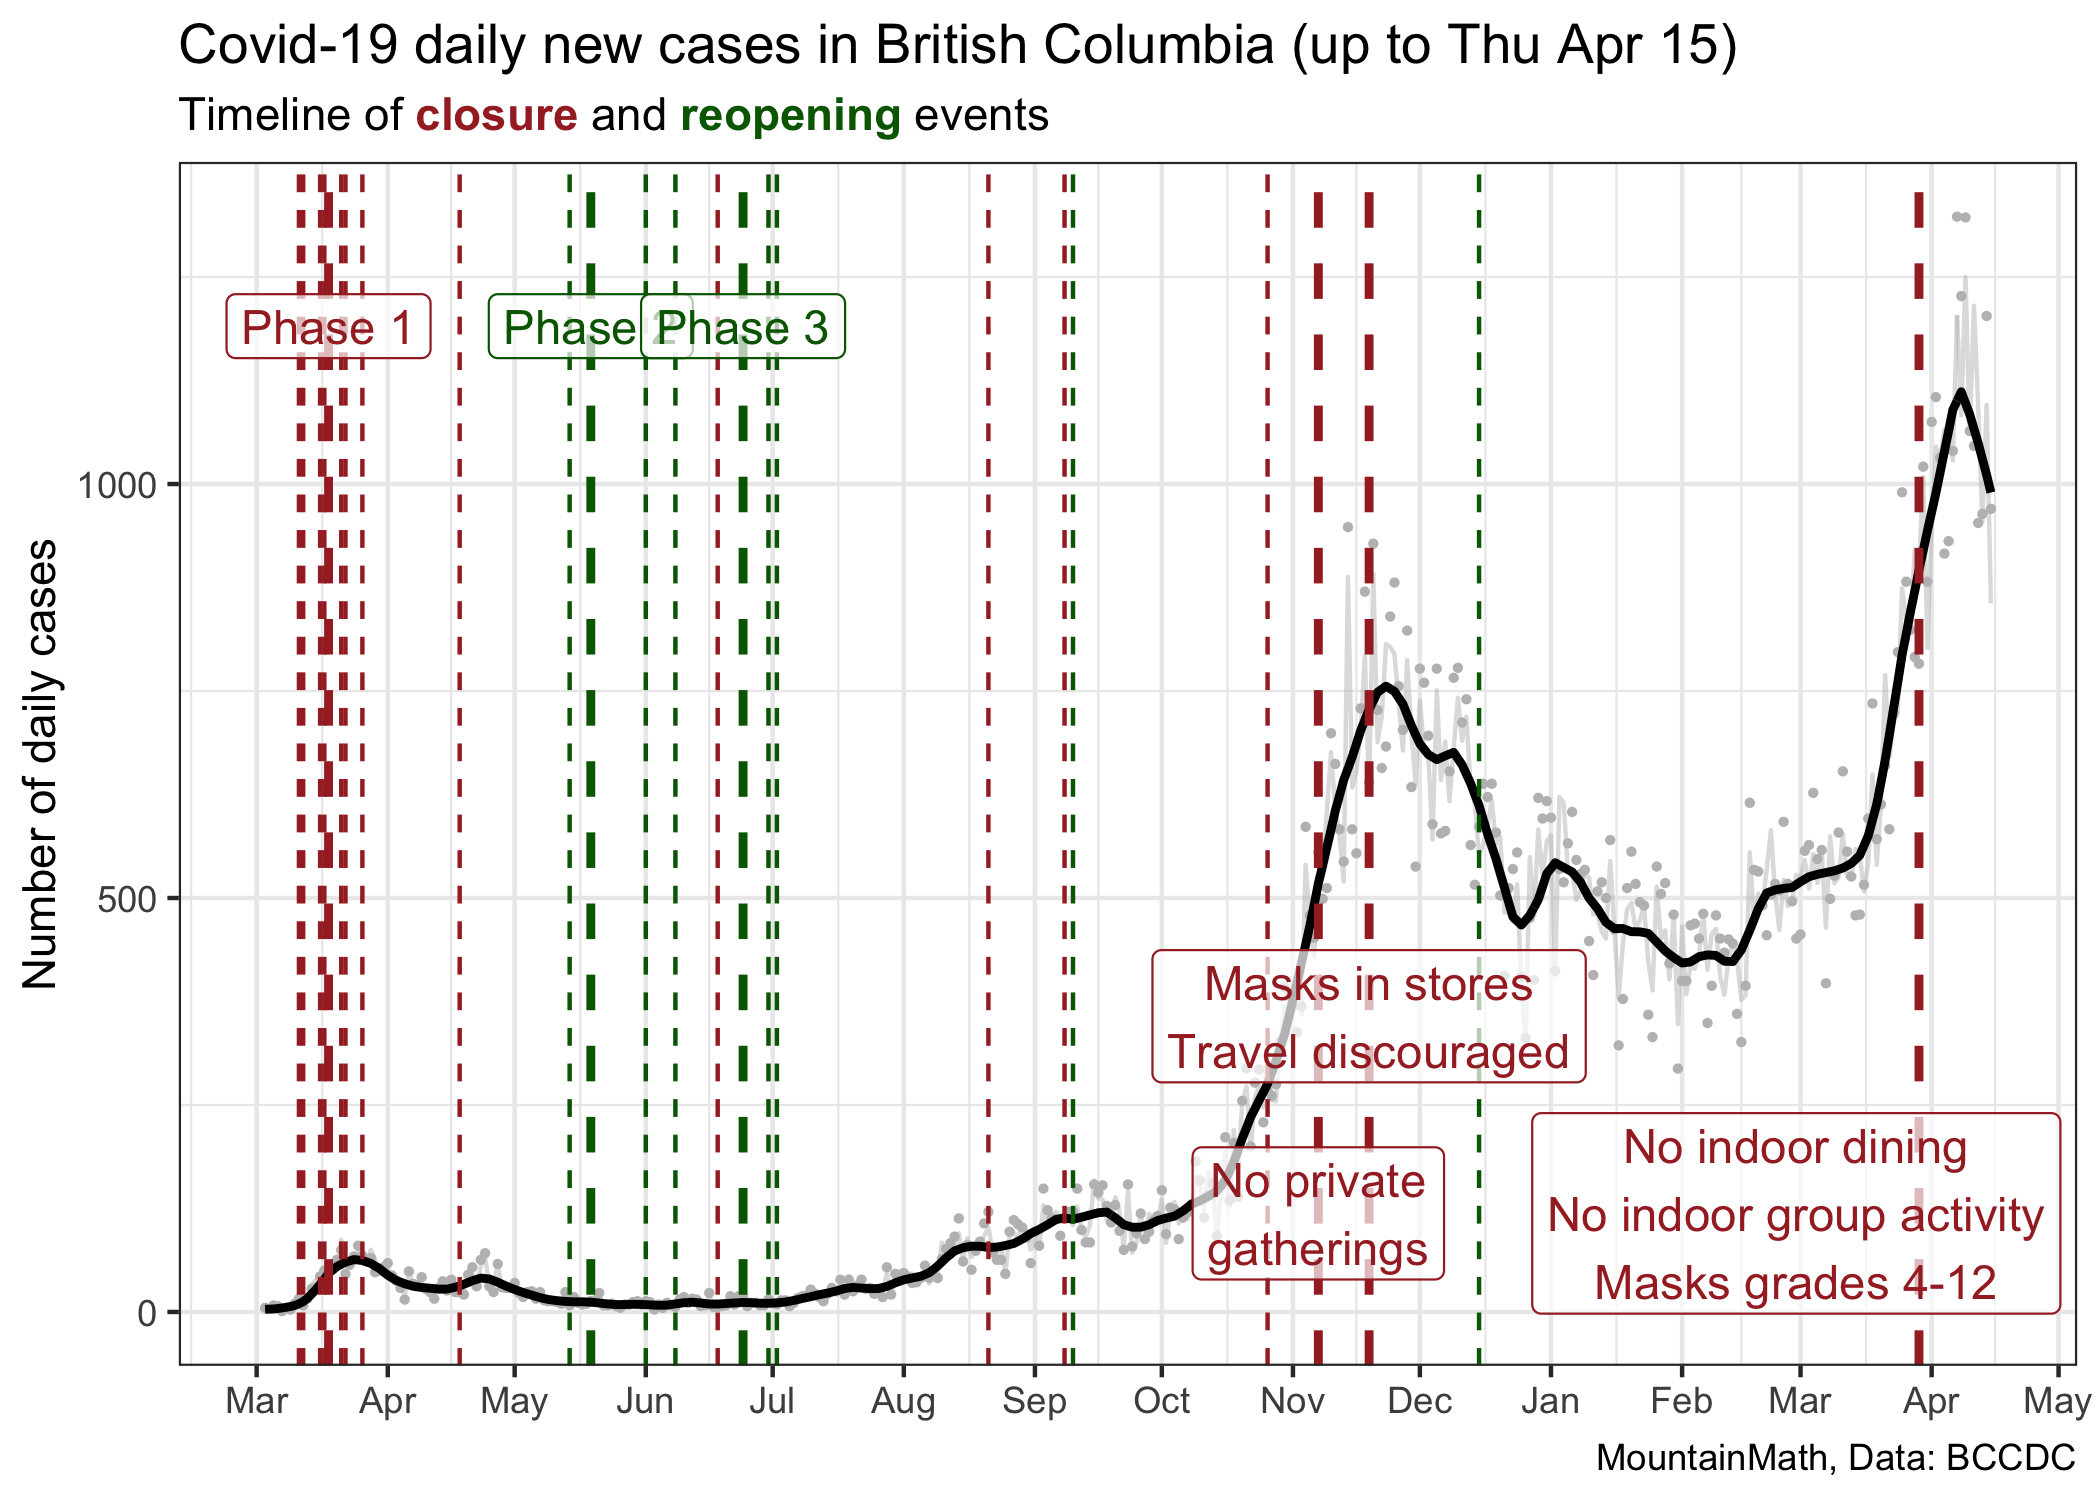 Covid-19 daily new cases in British Columbia (up to Thu Apr 15)
Timeline of closure and reopening events
Number of daily cases
1000
500
0
Phase 1
Phase 2
Phase 3
Masks in stores
Travel discouraged
No private
gatherings
No indoor dining
No indoor group activity
Masks grades 4-12
Mar Apr May Jun Jul Aug Sep Oct Nov Dec Jan Feb Mar Apr May
MountainMath, Data: BCCDC